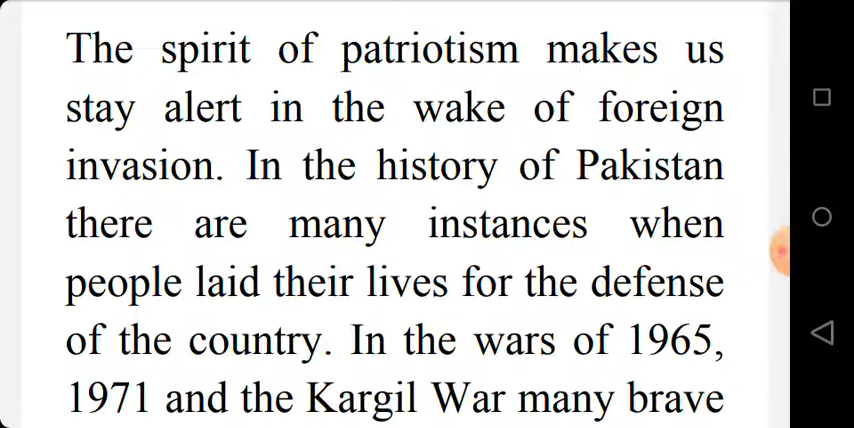 The spirit of patriotism makes us
stay alert in the wake of foreign
invasion. In the history of Pakistan
there are many instances when
people laid their lives for the defense
of the country. In the wars of 1965,
1971 and the Kargil War many brave